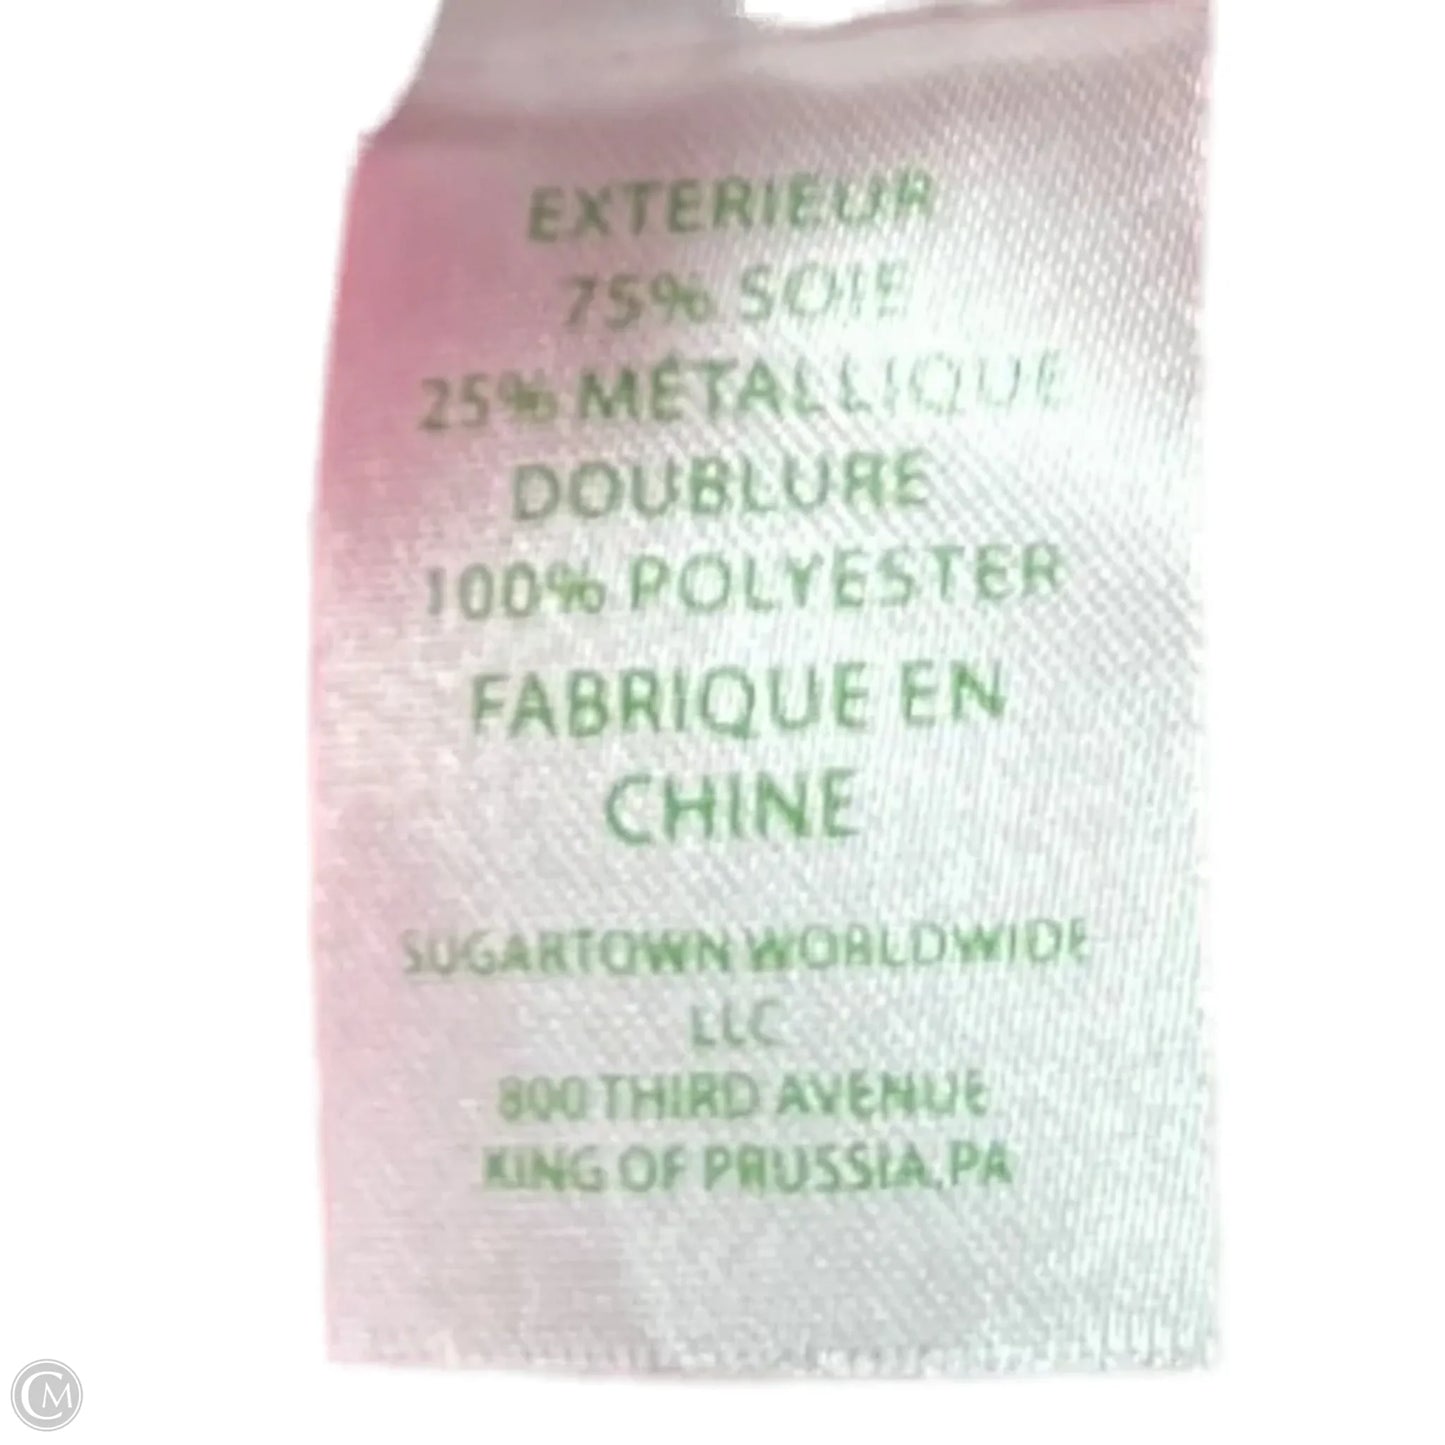 EXTERIEUR
75% SOIE
25% MÉTALLIQUE
DOUBLURE
100% POLYESTER
FABRIQUE EN
CHINE
SUGARTOWN WORLDWIDE
LLC
800 THIRD AVENUE
KING OF PRUSSIA, PA
CM